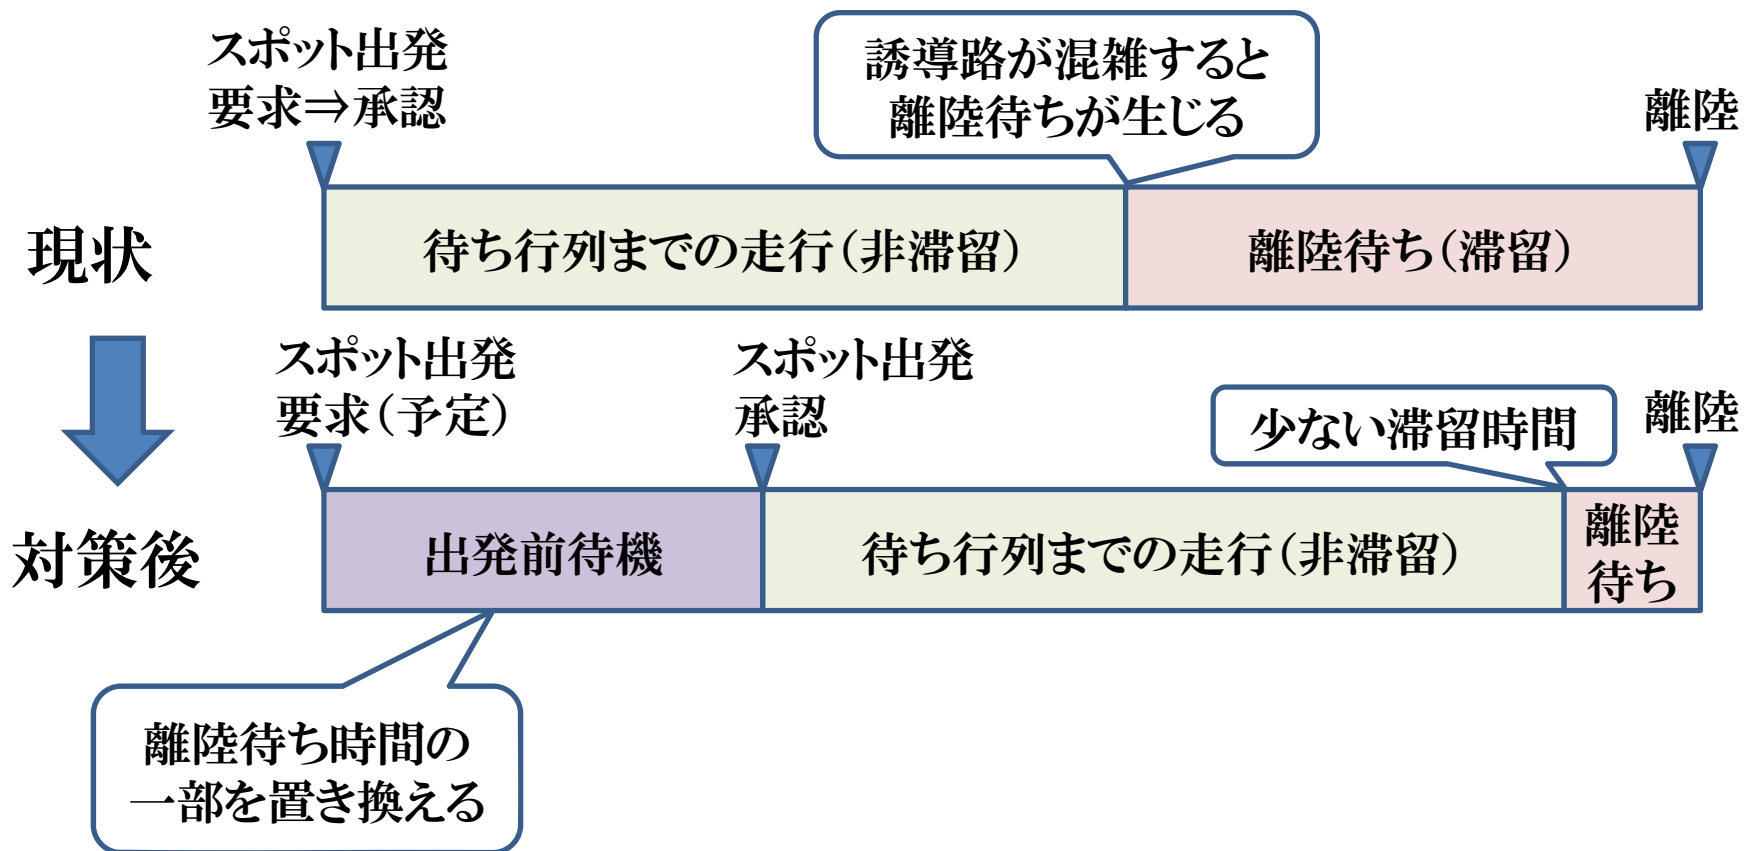 スポット出発
要求⇒承認
誘導路が混雑すると
離陸待ちが生じる
離陸
現状
待ち行列までの走行（非滞留）
離陸待ち（滞留）
スポット出発
要求（予定）
スポット出発
承認
少ない滞留時間
離陸
対策後
出発前待機
待ち行列までの走行（非滞留）
離陸
待ち
離陸待ち時間の
一部を置き換える